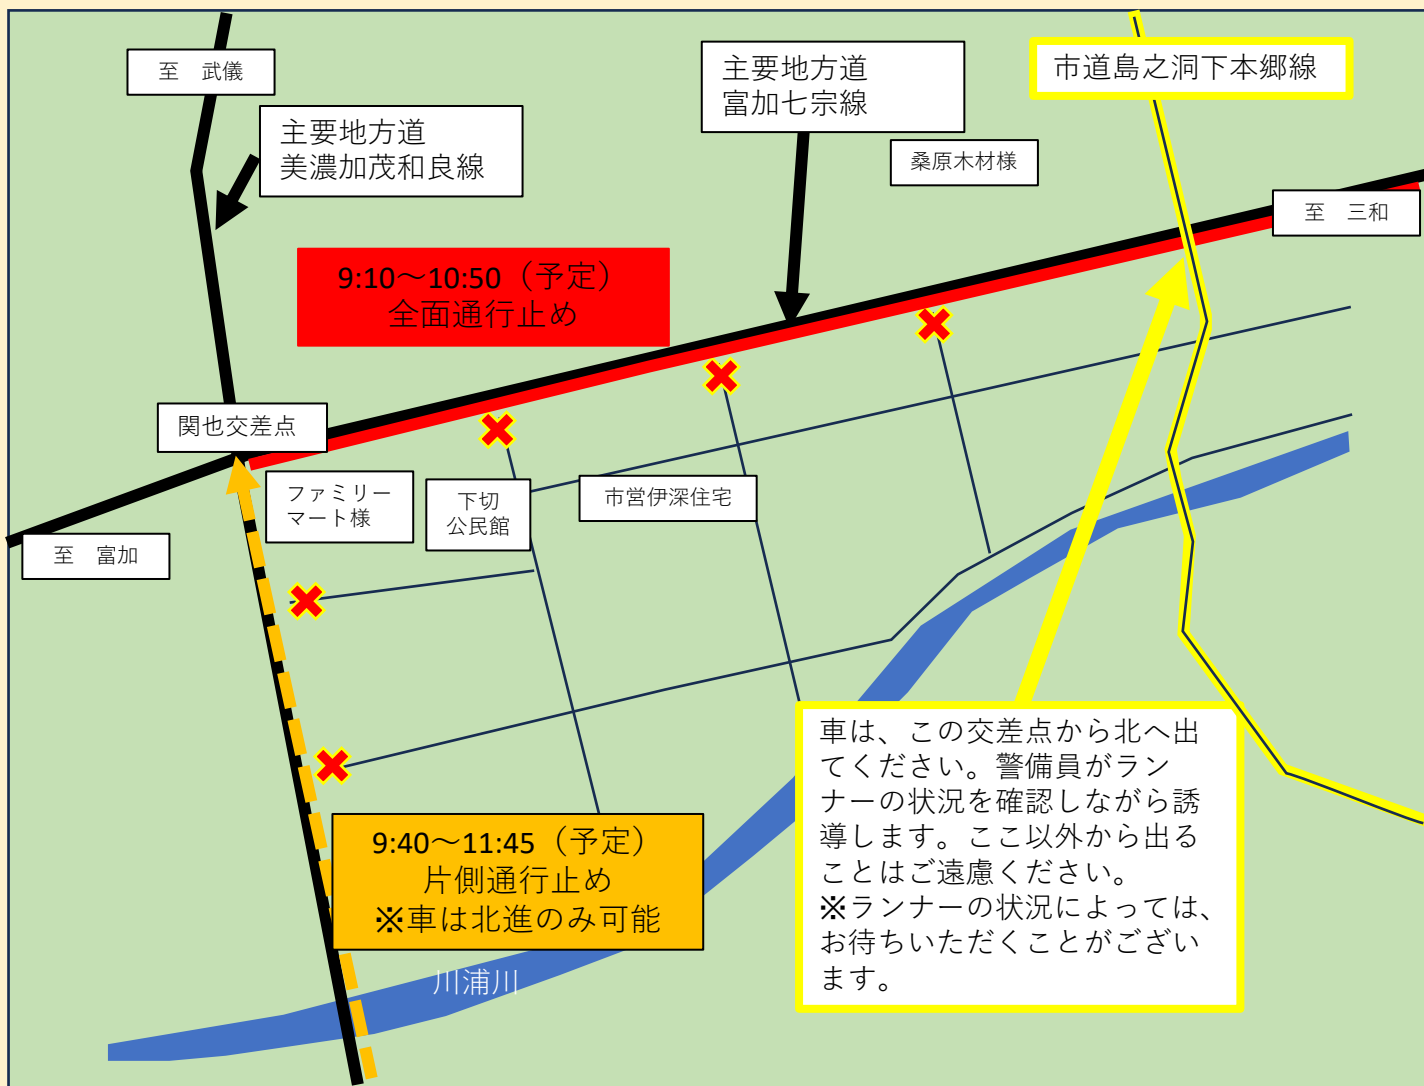 至　武儀
主要地方道
美濃加茂和良線
主要地方道
富加七宗線
市道島之洞下本郷線
桑原木材様
至　三和
9:10～10:50（予定）
全面通行止め
関也交差点
ファミリー
マート様
下切
公民館
市営伊深住宅
至　富加
車は、この交差点から北へ出
てください。警備員がラン
ナーの状況を確認しながら誘
導します。ここ以外から出る
ことはご遠慮ください。
※ランナーの状況によっては、
お待ちいただくことがござい
ます。
9:40～11:45（予定）
片側通行止め
※車は北進のみ可能
川浦川